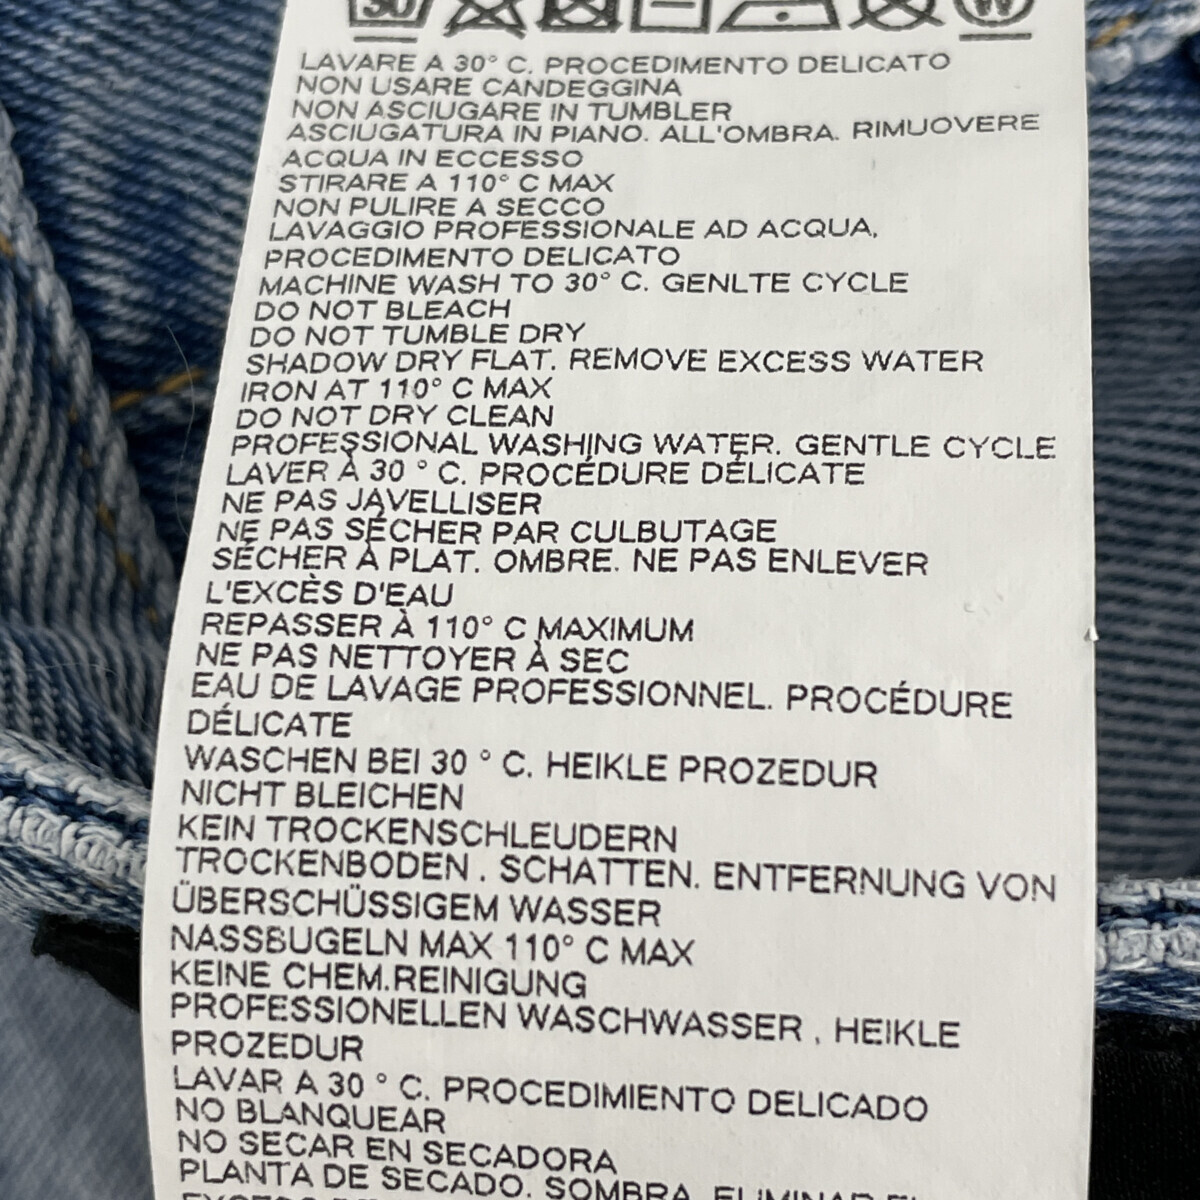 30 W
LAVARE A 30° C. PROCEDIMENTO DELICATO
NON USARE CANDEGGINA
NON ASCIUGARE IN TUMBLER
ASCIUGATURA IN PIANO. ALL'OMBRA. RIMUOVERE
ACQUA IN ECCESSO
STIRARE A 110° C MAX
NON PULIRE A SECCO
LAVAGGIO PROFESSIONALE AD ACQUA,
PROCEDIMENTO DELICATO
MACHINE WASH TO 30° C. GENLTE CYCLE
DO NOT BLEACH
DO NOT TUMBLE DRY
SHADOW DRY FLAT. REMOVE EXCESS WATER
IRON AT 110° C MAX
DO NOT DRY CLEAN
PROFESSIONAL WASHING WATER. GENTLE CYCLE
LAVER À 30 ° C. PROCÉDURE DÉLICATE
NE PAS JAVELLISER
NE PAS SÉCHER PAR CULBUTAGE
SÉCHER À PLAT. OMBRE. NE PAS ENLEVER
L'EXCÈS D'EAU
REPASSER À 110° C MAXIMUM
NE PAS NETTOYER À SEC
EAU DE LAVAGE PROFESSIONNEL. PROCÉDURE
DÉLICATE
WASCHEN BEI 30 ° C. HEIKLE PROZEDUR
NICHT BLEICHEN
KEIN TROCKENSCHLEUDERN
TROCKENBODEN . SCHATTEN. ENTFERNUNG VON
ÜBERSCHÜSSIGEM WASSER
NASSBUGELN MAX 110° C MAX
KEINE CHEM.REINIGUNG
PROFESSIONELLEN WASCHWASSER , HEIKLE
PROZEDUR
LAVAR A 30 ° C. PROCEDIMIENTO DELICADO
NO BLANQUEAR
NO SECAR EN SECADORA
PLANTA DE SECADO. SOMBRA. ELIMINAR EL